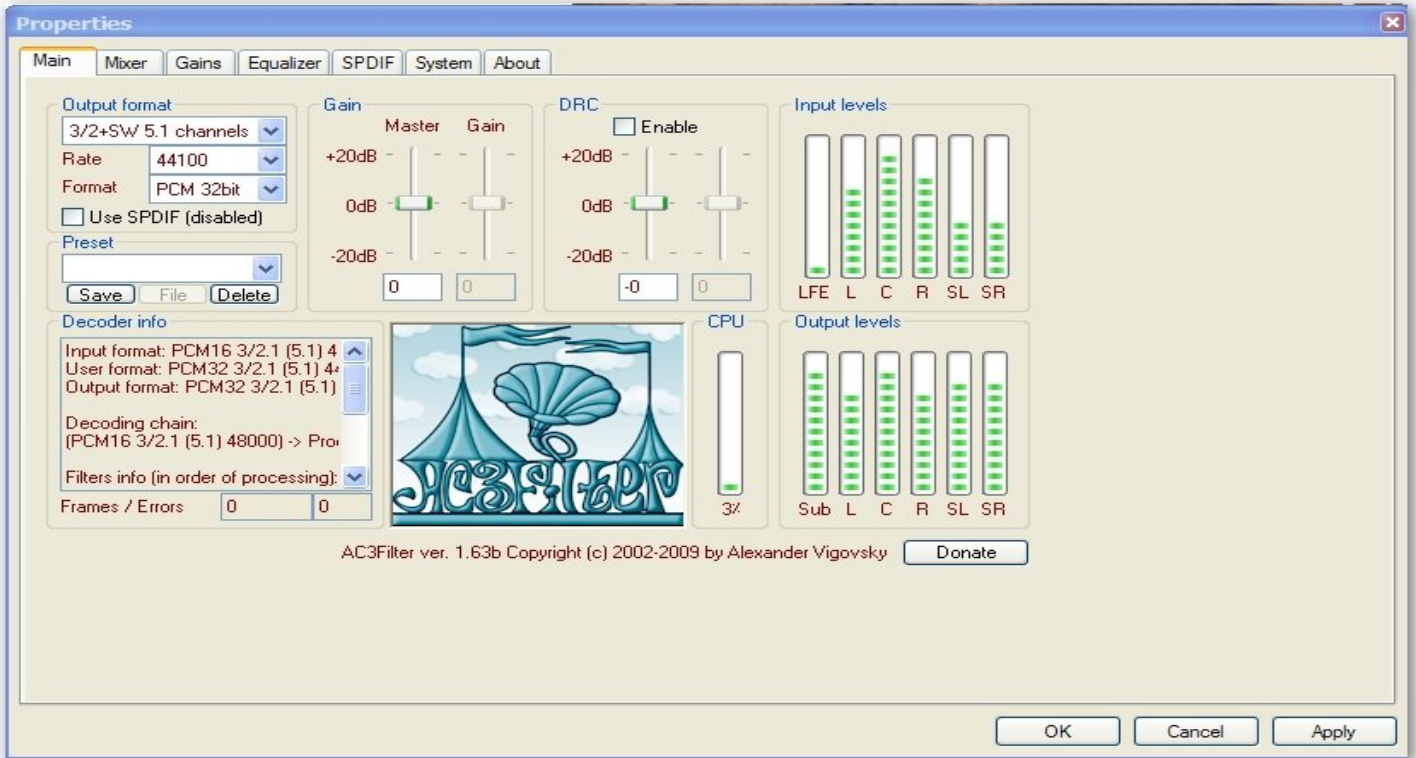 Properties
Main Mixer Gains Equalizer SPDIF System About
Output format
3/2+SW 5.1 channels
Rate 44100
Format PCM 32bit
Use SPDIF (disabled)
Preset
Save File Delete
Gain
Master Gain
+20dB
0dB
-20dB
0 0
DRC
Enable
+20dB
0dB
-20dB
-0 0
Input levels
LFE L C R SL SR
Decoder info
Input format: PCM16 3/2.1 (5.1) 4
User format: PCM32 3/2.1 (5.1) 44
Output format: PCM32 3/2.1 (5.1)
Decoding chain:
(PCM16 3/2.1 (5.1) 48000) -> Pro
Filters info (in order of processing):
Frames / Errors 0 0
AC3Filter
CPU
3%
Output levels
Sub L C R SL SR
AC3Filter ver. 1.63b Copyright (c) 2002-2009 by Alexander Vigovsky Donate
OK Cancel Apply